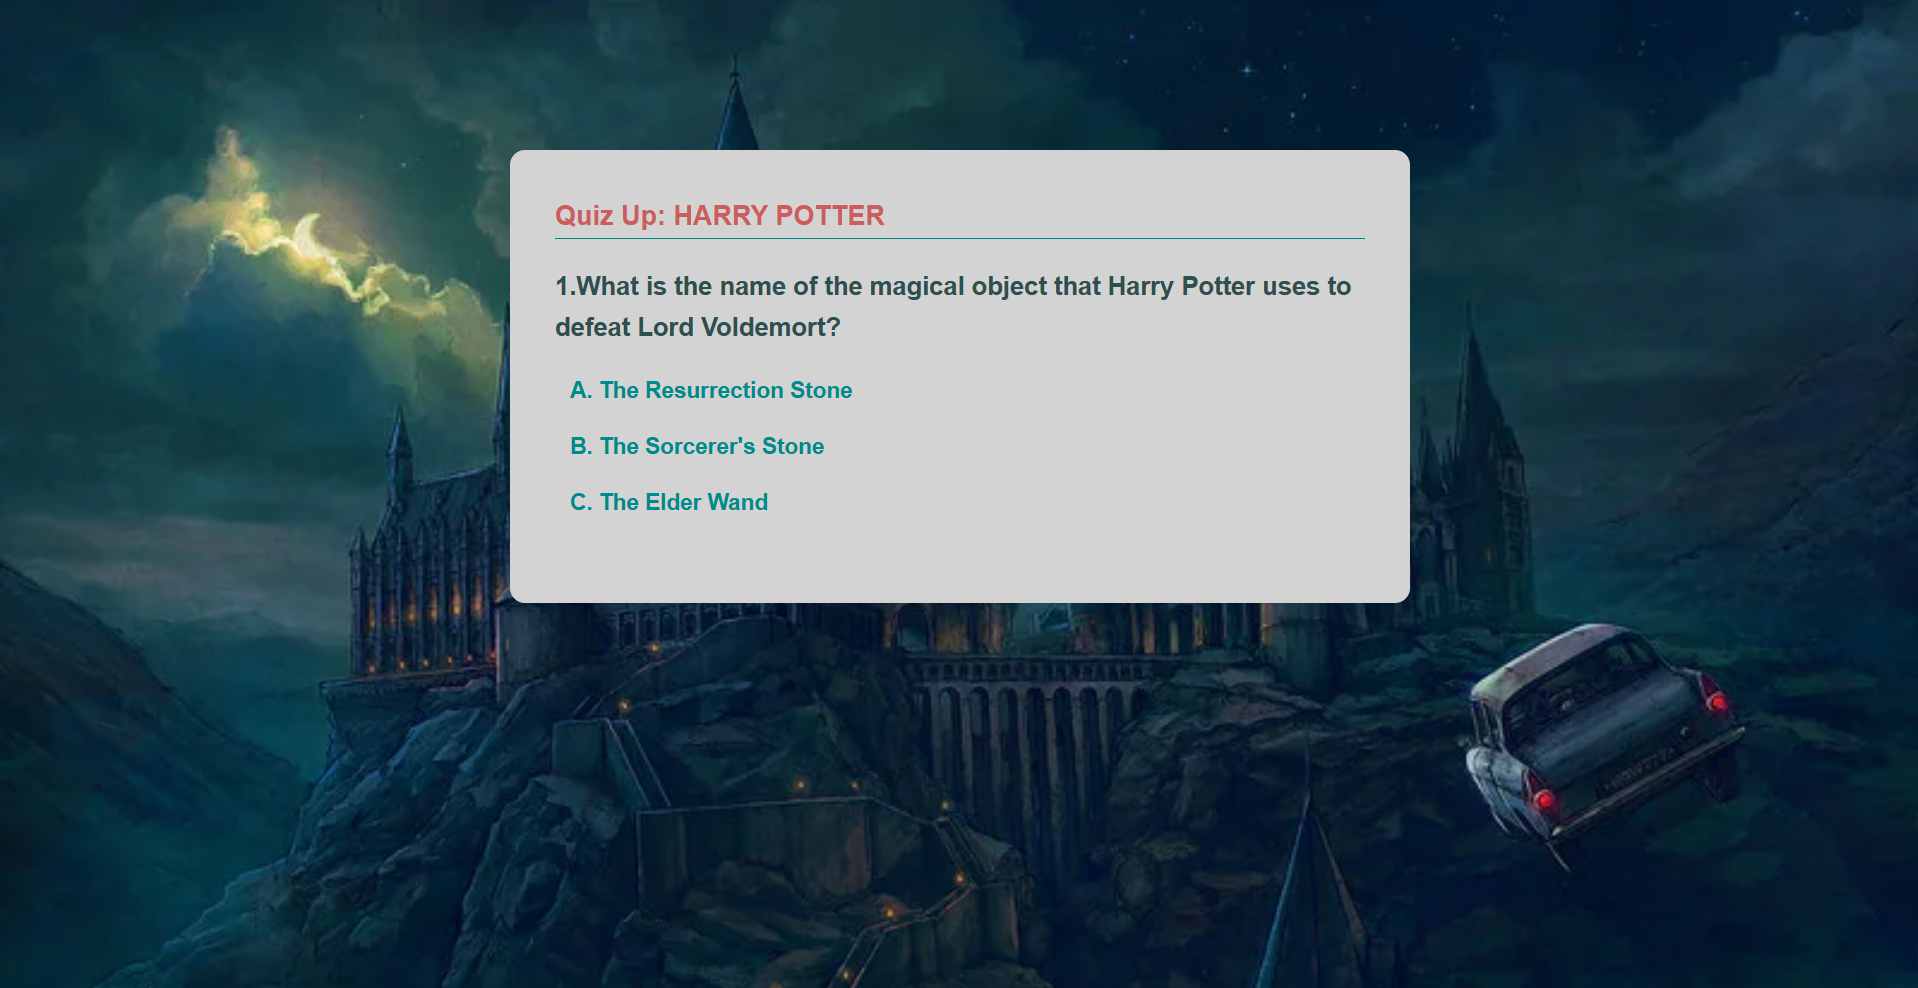 Quiz Up: HARRY POTTER
1.What is the name of the magical object that Harry Potter uses to
defeat Lord Voldemort?
A. The Resurrection Stone
B. The Sorcerer's Stone
C. The Elder Wand